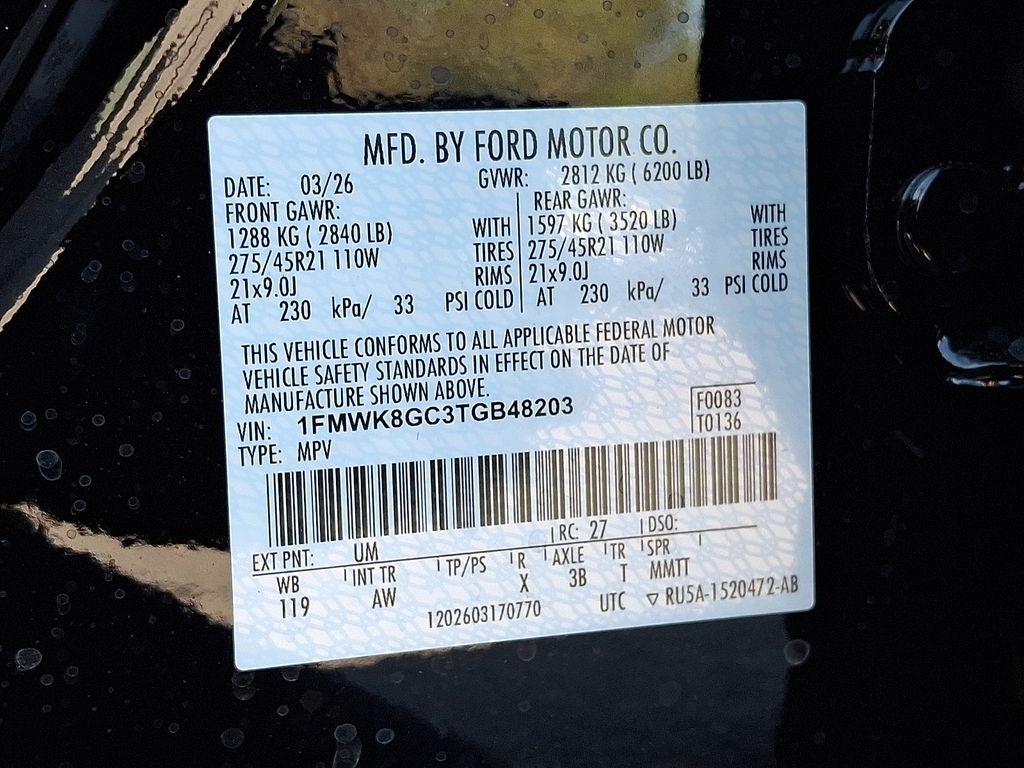 MFD. BY FORD MOTOR CO.
DATE: 03/26 GVWR: 2812 KG ( 6200 LB)
FRONT GAWR: REAR GAWR:
1288 KG ( 2840 LB) WITH 1597 KG ( 3520 LB) WITH
275/45R21 110W TIRES 275/45R21 110W TIRES
21x9.0J RIMS 21x9.0J RIMS
AT 230 kPa/ 33 PSI COLD AT 230 kPa/ 33 PSI COLD
THIS VEHICLE CONFORMS TO ALL APPLICABLE FEDERAL MOTOR
VEHICLE SAFETY STANDARDS IN EFFECT ON THE DATE OF
MANUFACTURE SHOWN ABOVE.
VIN: 1FMWK8GC3TGB48203 F0083
TYPE: MPV T0136
EXT PNT: UM RC: 27 DSO:
WB INT TR TP/PS R AXLE TR SPR
119 AW X 3B T MMTT
1202603170770 UTC ▽ RU5A-1520472-AB